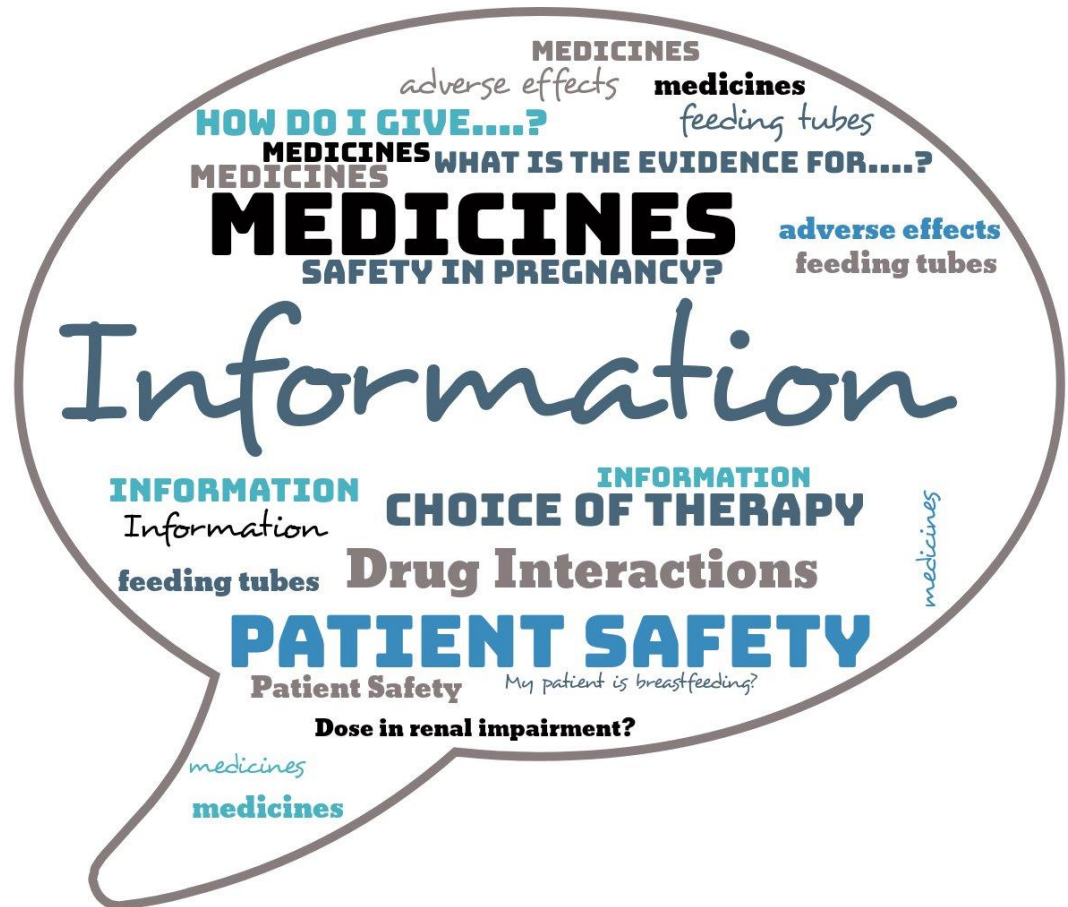 MEDICINES
adverse effects
medicines
HOW DO I GIVE....?
feeding tubes
MEDICINES
WHAT IS THE EVIDENCE FOR....?
MEDICINES
MEDICINES
adverse effects
SAFETY IN PREGNANCY?
feeding tubes
Information
INFORMATION
INFORMATION
CHOICE OF THERAPY
Information
medicines
feeding tubes
Drug Interactions
PATIENT SAFETY
Patient Safety
My patient is breastfeeding?
Dose in renal impairment?
medicines
medicines